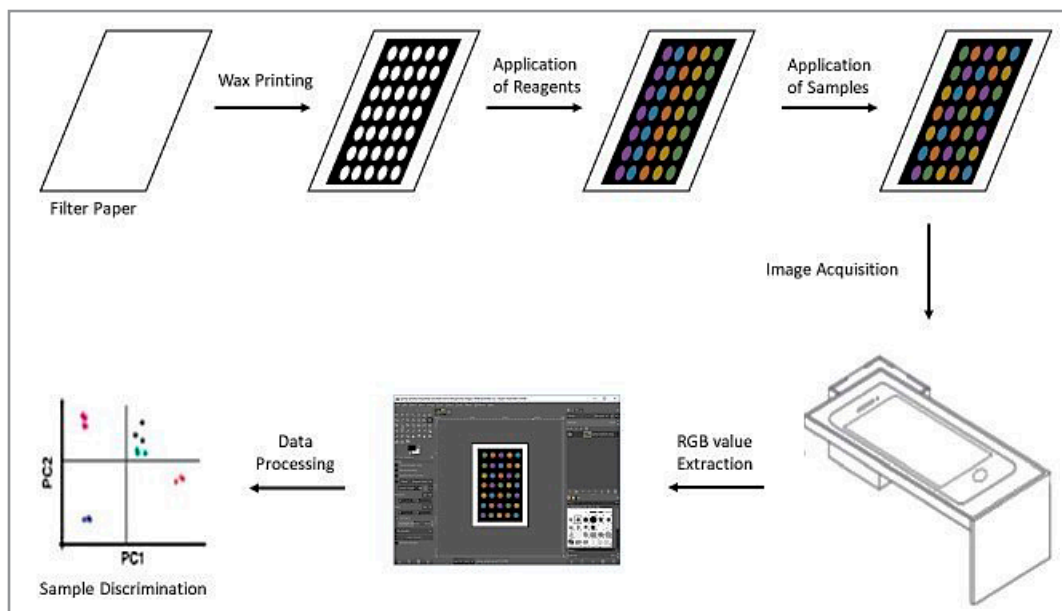 Wax Printing
Application
of Reagents
Application
of Samples
Filter Paper
Image Acquisition
RGB value
Extraction
Data
Processing
PC2
PC1
Sample Discrimination